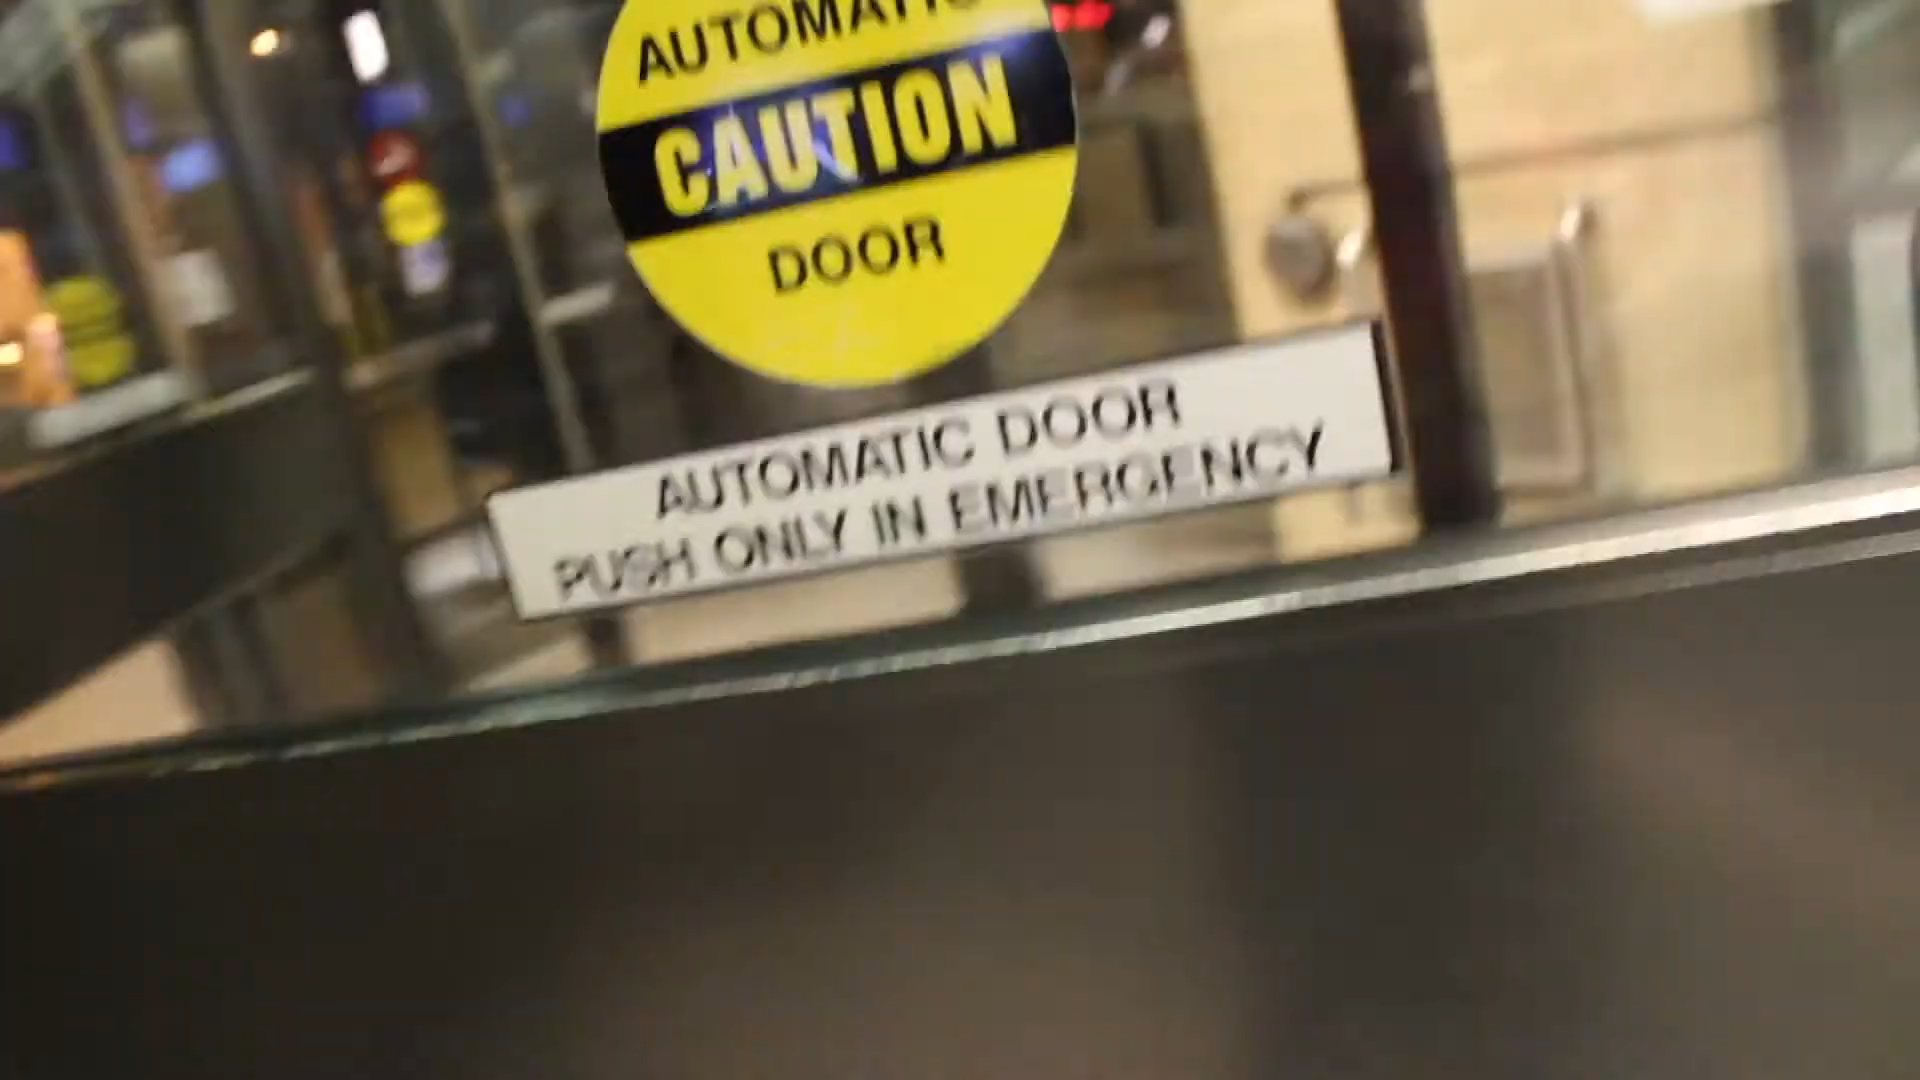 AUTOMATIC
CAUTION
DOOR
AUTOMATIC DOOR
PUSH ONLY IN EMERGENCY